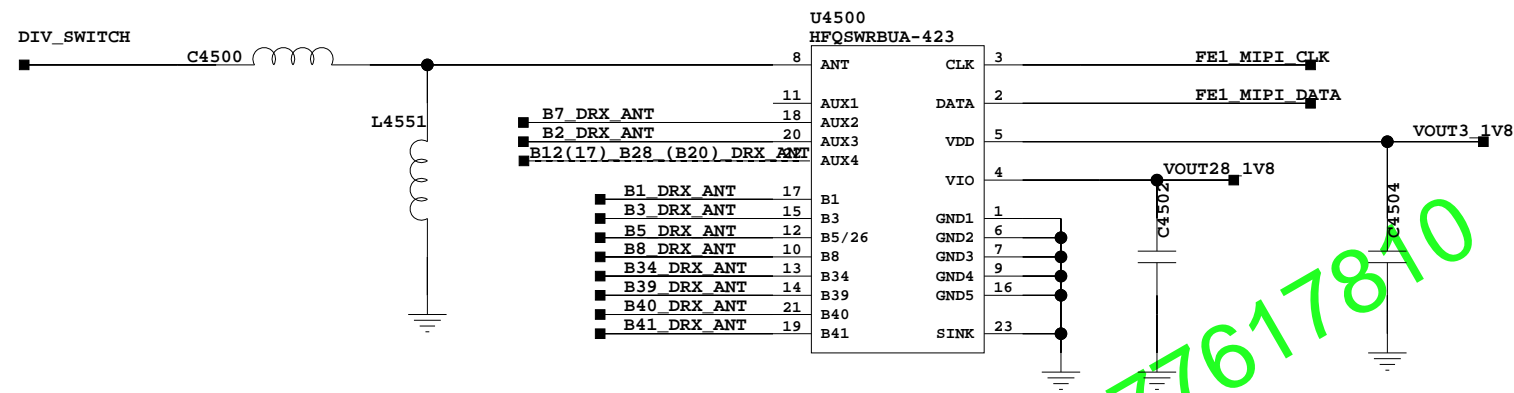 U4500
HFQSWRBUA-423
DIV_SWITCH
C4500
L4551
8 ANT
11 AUX1
B7_DRX_ANT 18 AUX2
B2_DRX_ANT 20 AUX3
B12(17)_B28_(B20)_DRX_ANT 22 AUX4
B1_DRX_ANT 17 B1
B3_DRX_ANT 15 B3
B5_DRX_ANT 12 B5/26
B8_DRX_ANT 10 B8
B34_DRX_ANT 13 B34
B39_DRX_ANT 14 B39
B40_DRX_ANT 21 B40
B41_DRX_ANT 19 B41
CLK 3 FE1_MIPI_CLK
DATA 2 FE1_MIPI_DATA
VDD 5 VOUT3_1V8
VIO 4 VOUT28_1V8
GND1 1
GND2 6
GND3 7
GND4 9
GND5 16
SINK 23
C4502
C4504
7617810